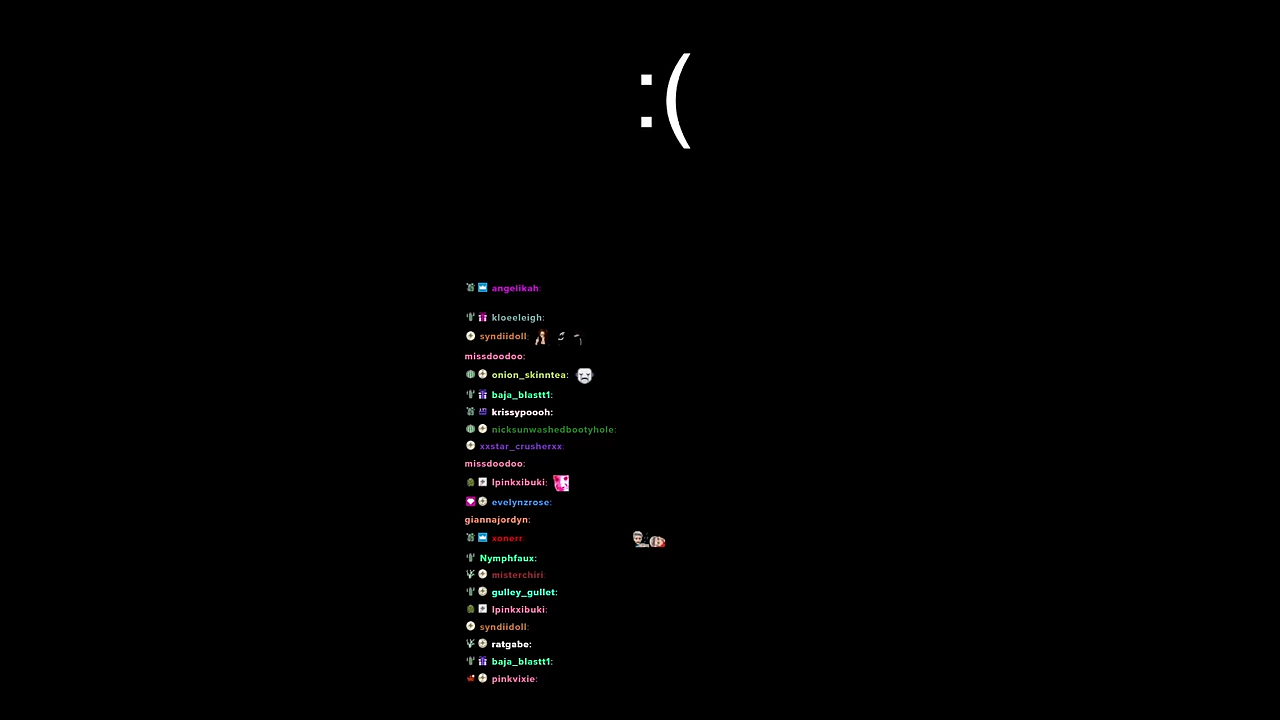 :(
angelikah:
kloeeleigh:
syndiidoll:
missdoodoo:
onion_skinntea:
baja_blastt1:
krissypoooh:
nicksunwashedbootyhole:
xxstar_crusherxx:
missdoodoo:
lpinkxibuki:
evelynzrose:
giannajordyn:
xonerr:
Nymphfaux:
misterchiri:
gulley_gullet:
lpinkxibuki:
syndiidoll:
ratgabe:
baja_blastt1:
pinkvixie: